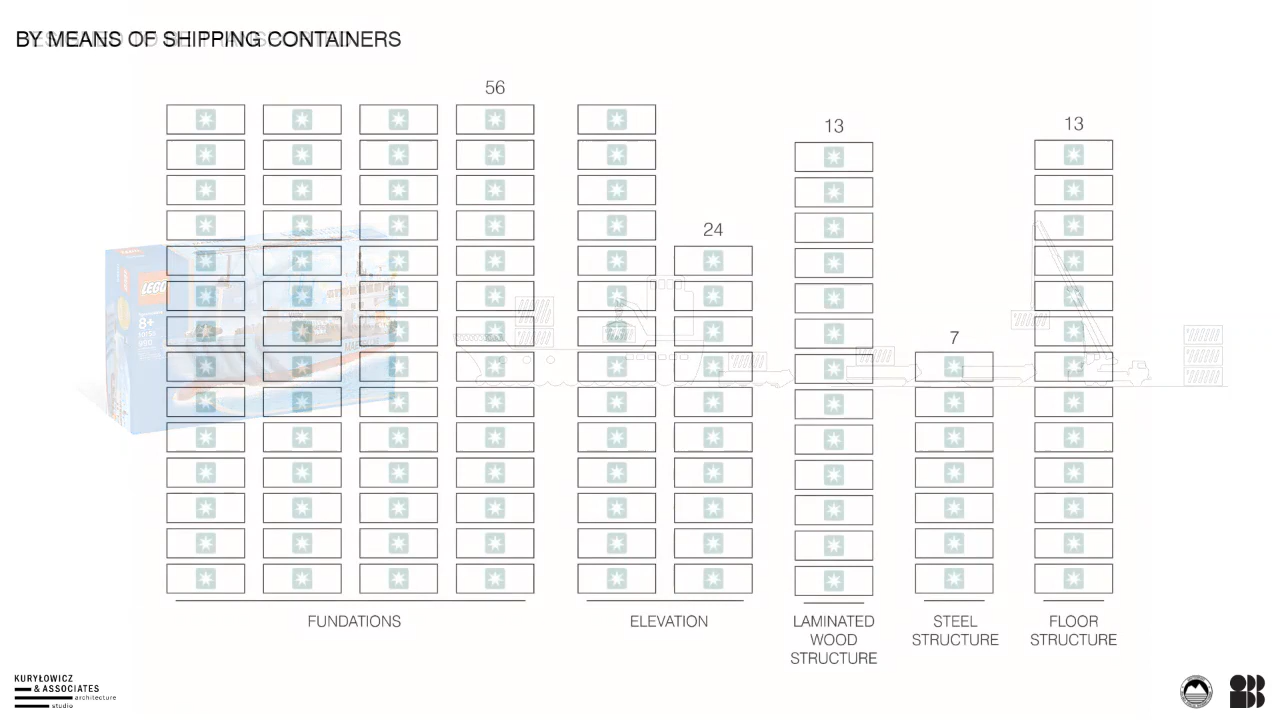 BY MEANS OF SHIPPING CONTAINERS
56
24
13
7
13
LEGO
8+
FUNDATIONS
ELEVATION
LAMINATED
WOOD
STRUCTURE
STEEL
STRUCTURE
FLOOR
STRUCTURE
KURYŁOWICZ
& ASSOCIATES
architecture
studio